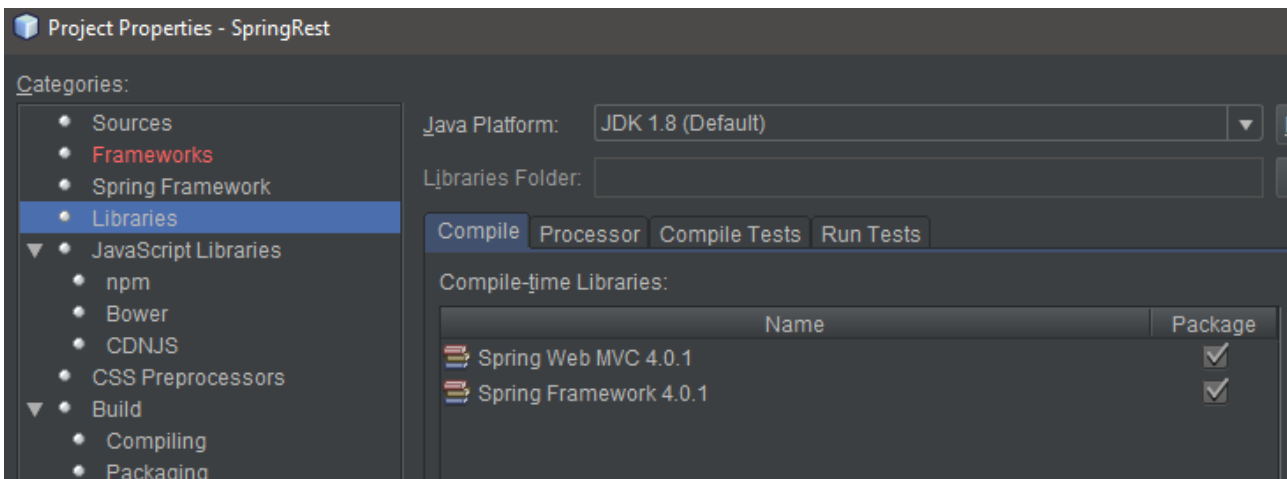 Project Properties - SpringRest
Categories:
Sources
Frameworks
Spring Framework
Libraries
JavaScript Libraries
npm
Bower
CDNJS
CSS Preprocessors
Build
Compiling
Packaging
Java Platform:
JDK 1.8 (Default)
Libraries Folder:
Compile Processor Compile Tests Run Tests
Compile-time Libraries:
Name Package
Spring Web MVC 4.0.1
Spring Framework 4.0.1